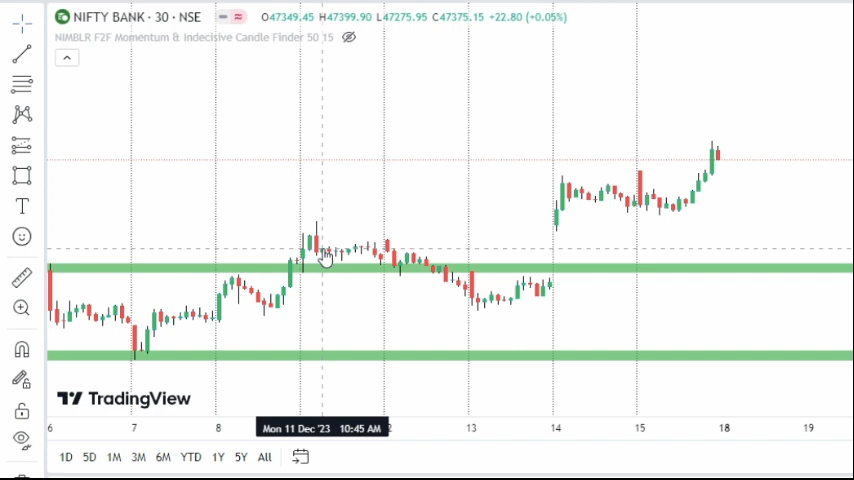 NIFTY BANK · 30 · NSE O47349.45 H47399.90 L47275.95 C47375.15 +22.80 (+0.05%)
NIMBLR F2F Momentum & Indecisive Candle Finder 50 15
TradingView
6 7 8 Mon 11 Dec '23 10:45 AM 2 13 14 15 18 19
1D 5D 1M 3M 6M YTD 1Y 5Y All